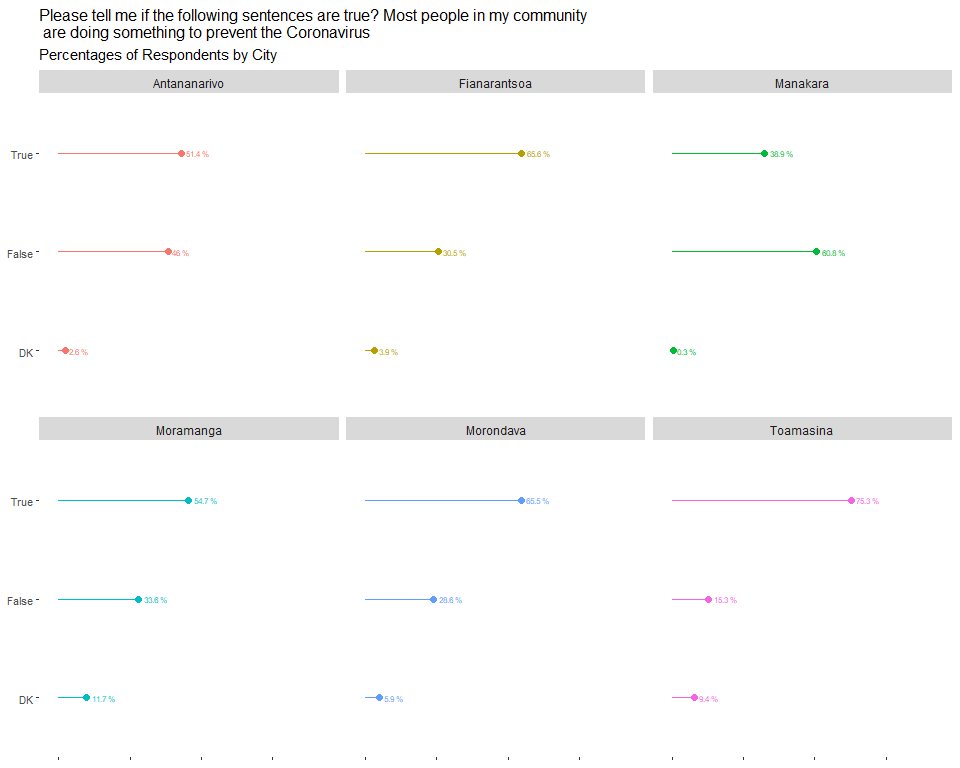 Please tell me if the following sentences are true? Most people in my community
are doing something to prevent the Coronavirus
Percentages of Respondents by City
Antananarivo Fianarantsoa Manakara
True 51.4 % 65.6 % 38.9 %
False 46 % 30.5 % 60.8 %
DK 2.6 % 3.9 % 0.3 %
Moramanga Morondava Toamasina
True 54.7 % 65.5 % 75.3 %
False 33.6 % 28.6 % 15.3 %
DK 11.7 % 5.9 % 9.4 %